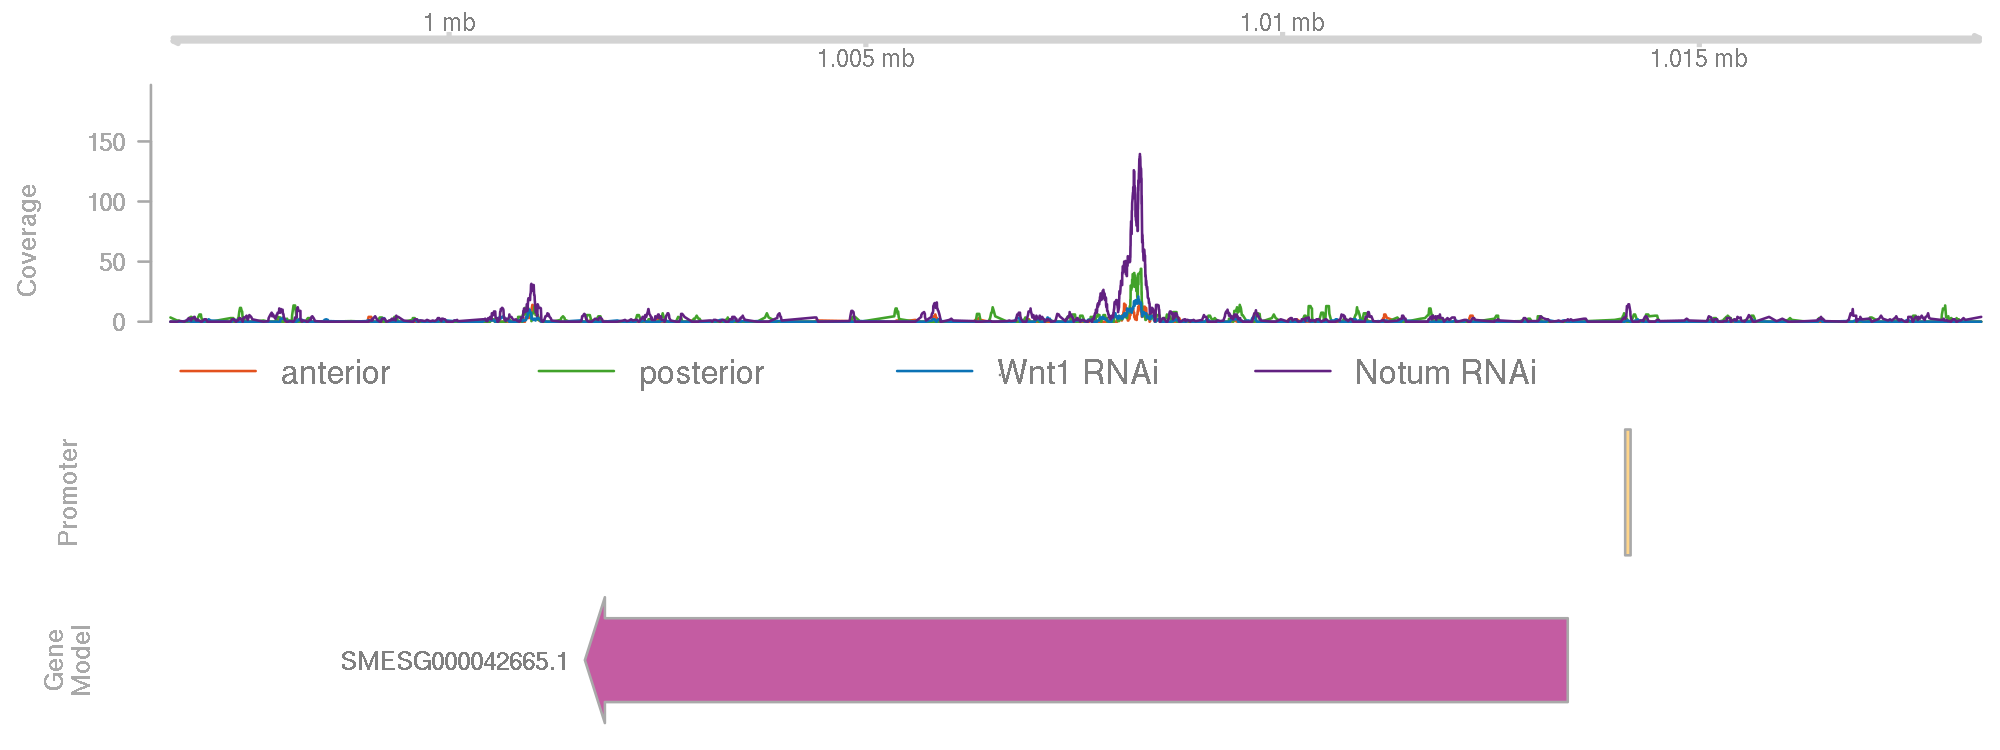 1 mb
1.01 mb
1.005 mb
1.015 mb
Coverage
150
100
50
0
anterior
posterior
Wnt1 RNAi
Notum RNAi
Promoter
Gene
Model
SMESG000042665.1